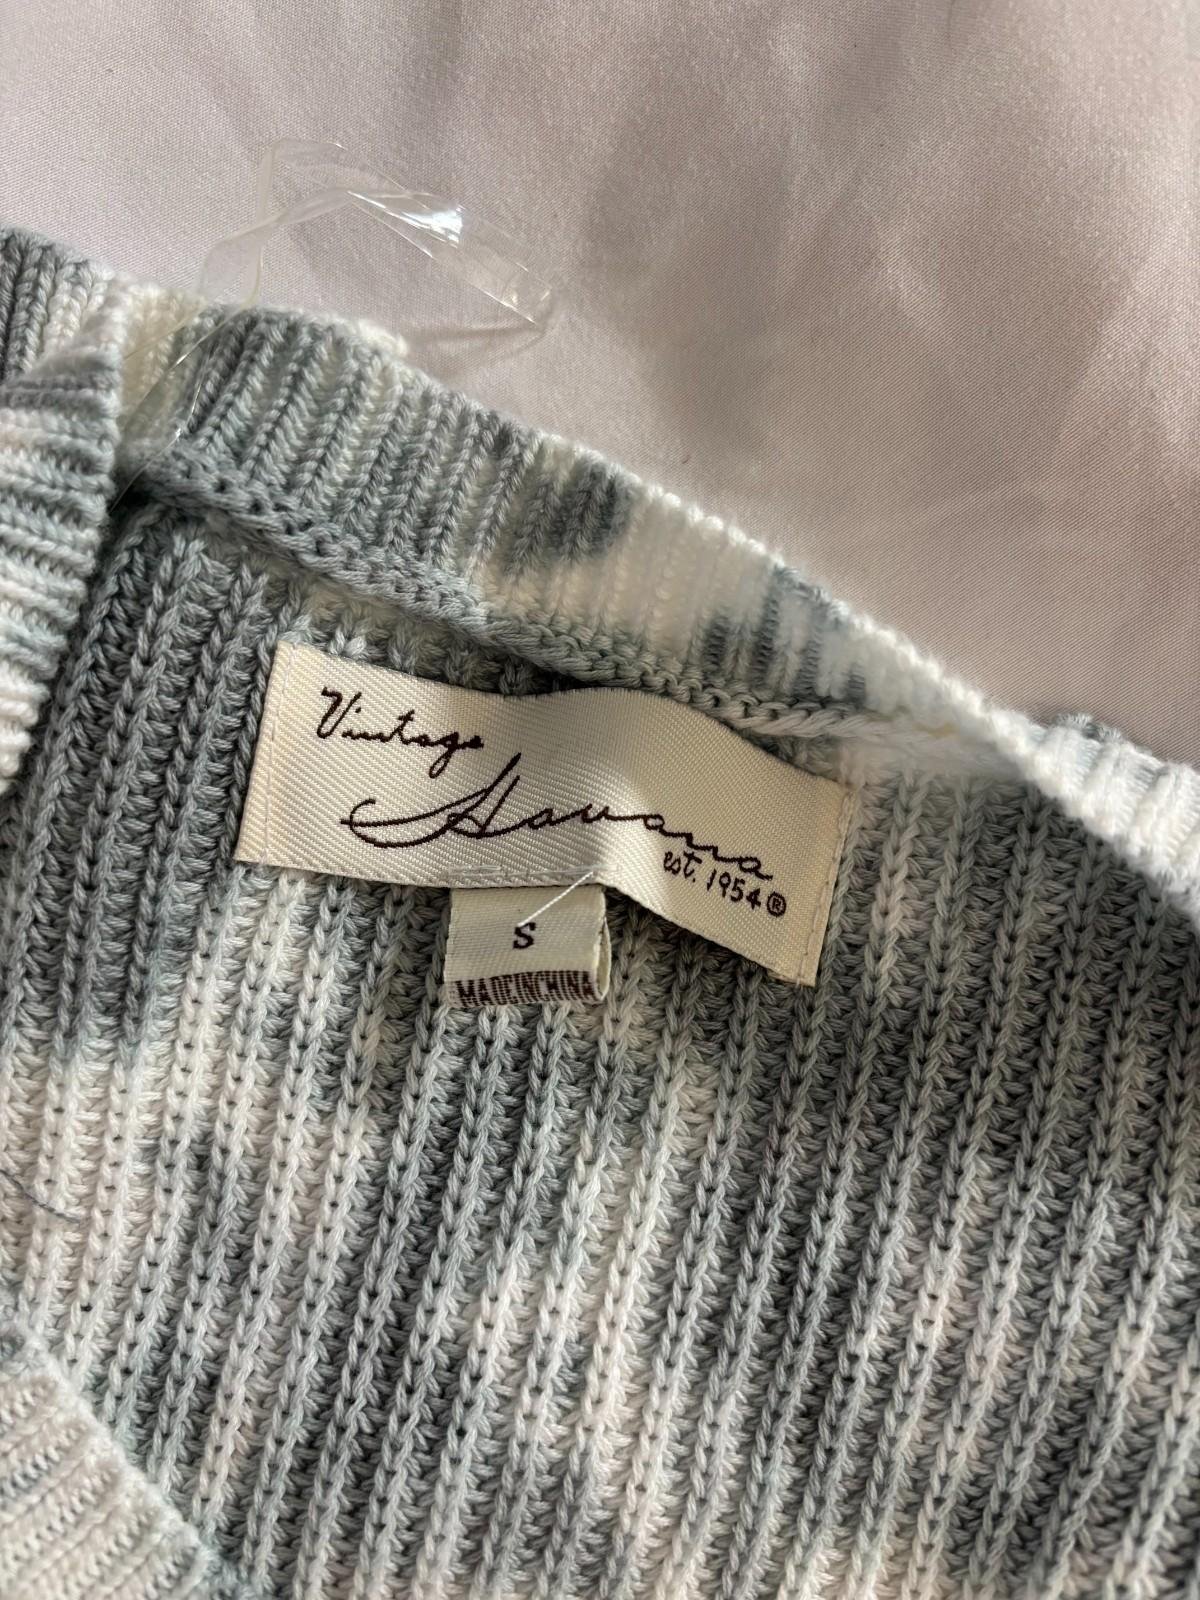 Vintage
Havana
est. 1954®
S
MADE IN CHINA